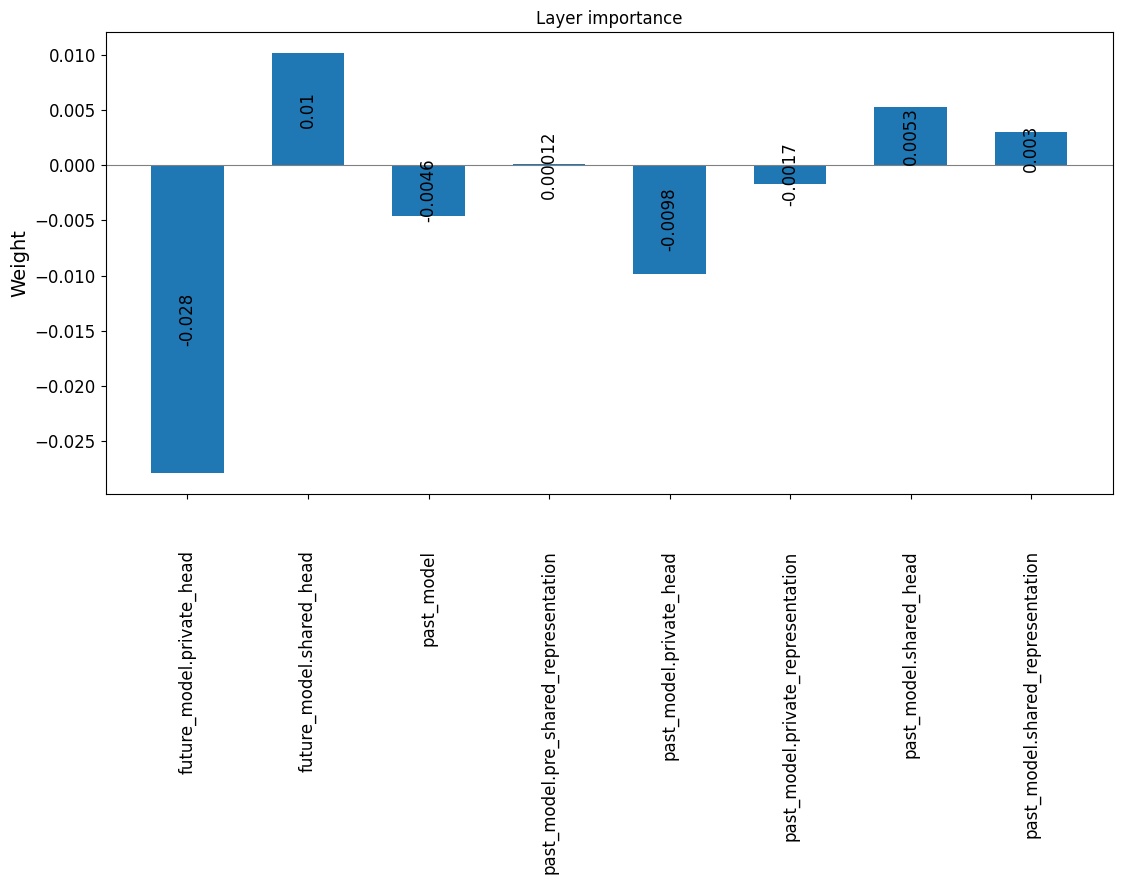 Layer importance
Weight
0.010
0.005
0.000
−0.005
−0.010
−0.015
−0.020
−0.025
-0.028
0.01
-0.0046
0.00012
-0.0098
-0.0017
0.0053
0.003
future_model.private_head
future_model.shared_head
past_model
past_model.pre_shared_representation
past_model.private_head
past_model.private_representation
past_model.shared_head
past_model.shared_representation